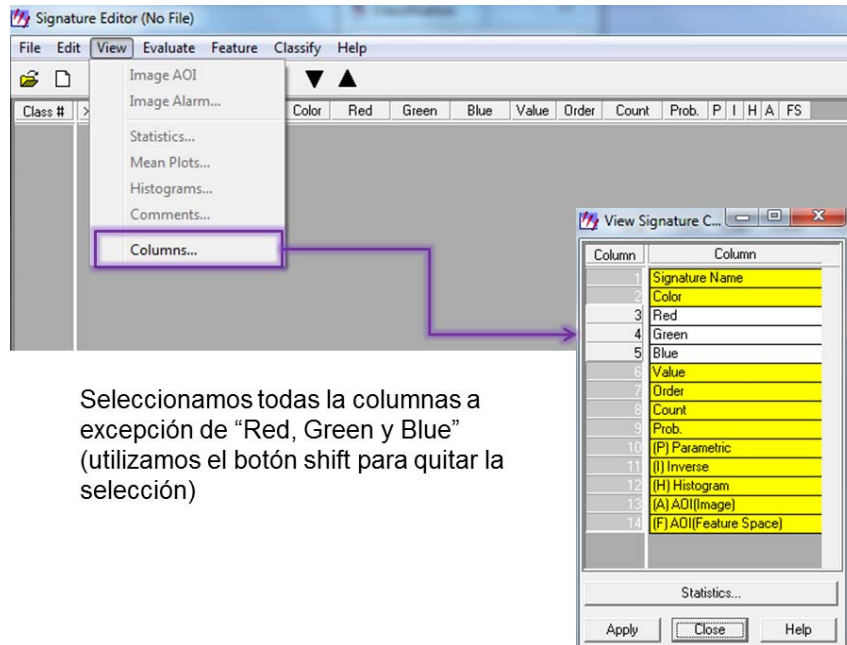 Signature Editor (No File)
File Edit View Evaluate Feature Classify Help
Image AOI
Image Alarm...
Class # > Color Red Green Blue Value Order Count Prob. P I H A FS
Statistics...
Mean Plots...
Histograms...
Comments...
Columns...
View Signature C...
Column Column
1 Signature Name
2 Color
3 Red
4 Green
5 Blue
6 Value
7 Order
8 Count
9 Prob.
10 (P) Parametric
11 (I) Inverse
12 (H) Histogram
13 (A) AOI(Image)
14 (F) AOI(Feature Space)
Statistics...
Apply Close Help
Seleccionamos todas la columnas a
excepción de “Red, Green y Blue”
(utilizamos el botón shift para quitar la
selección)